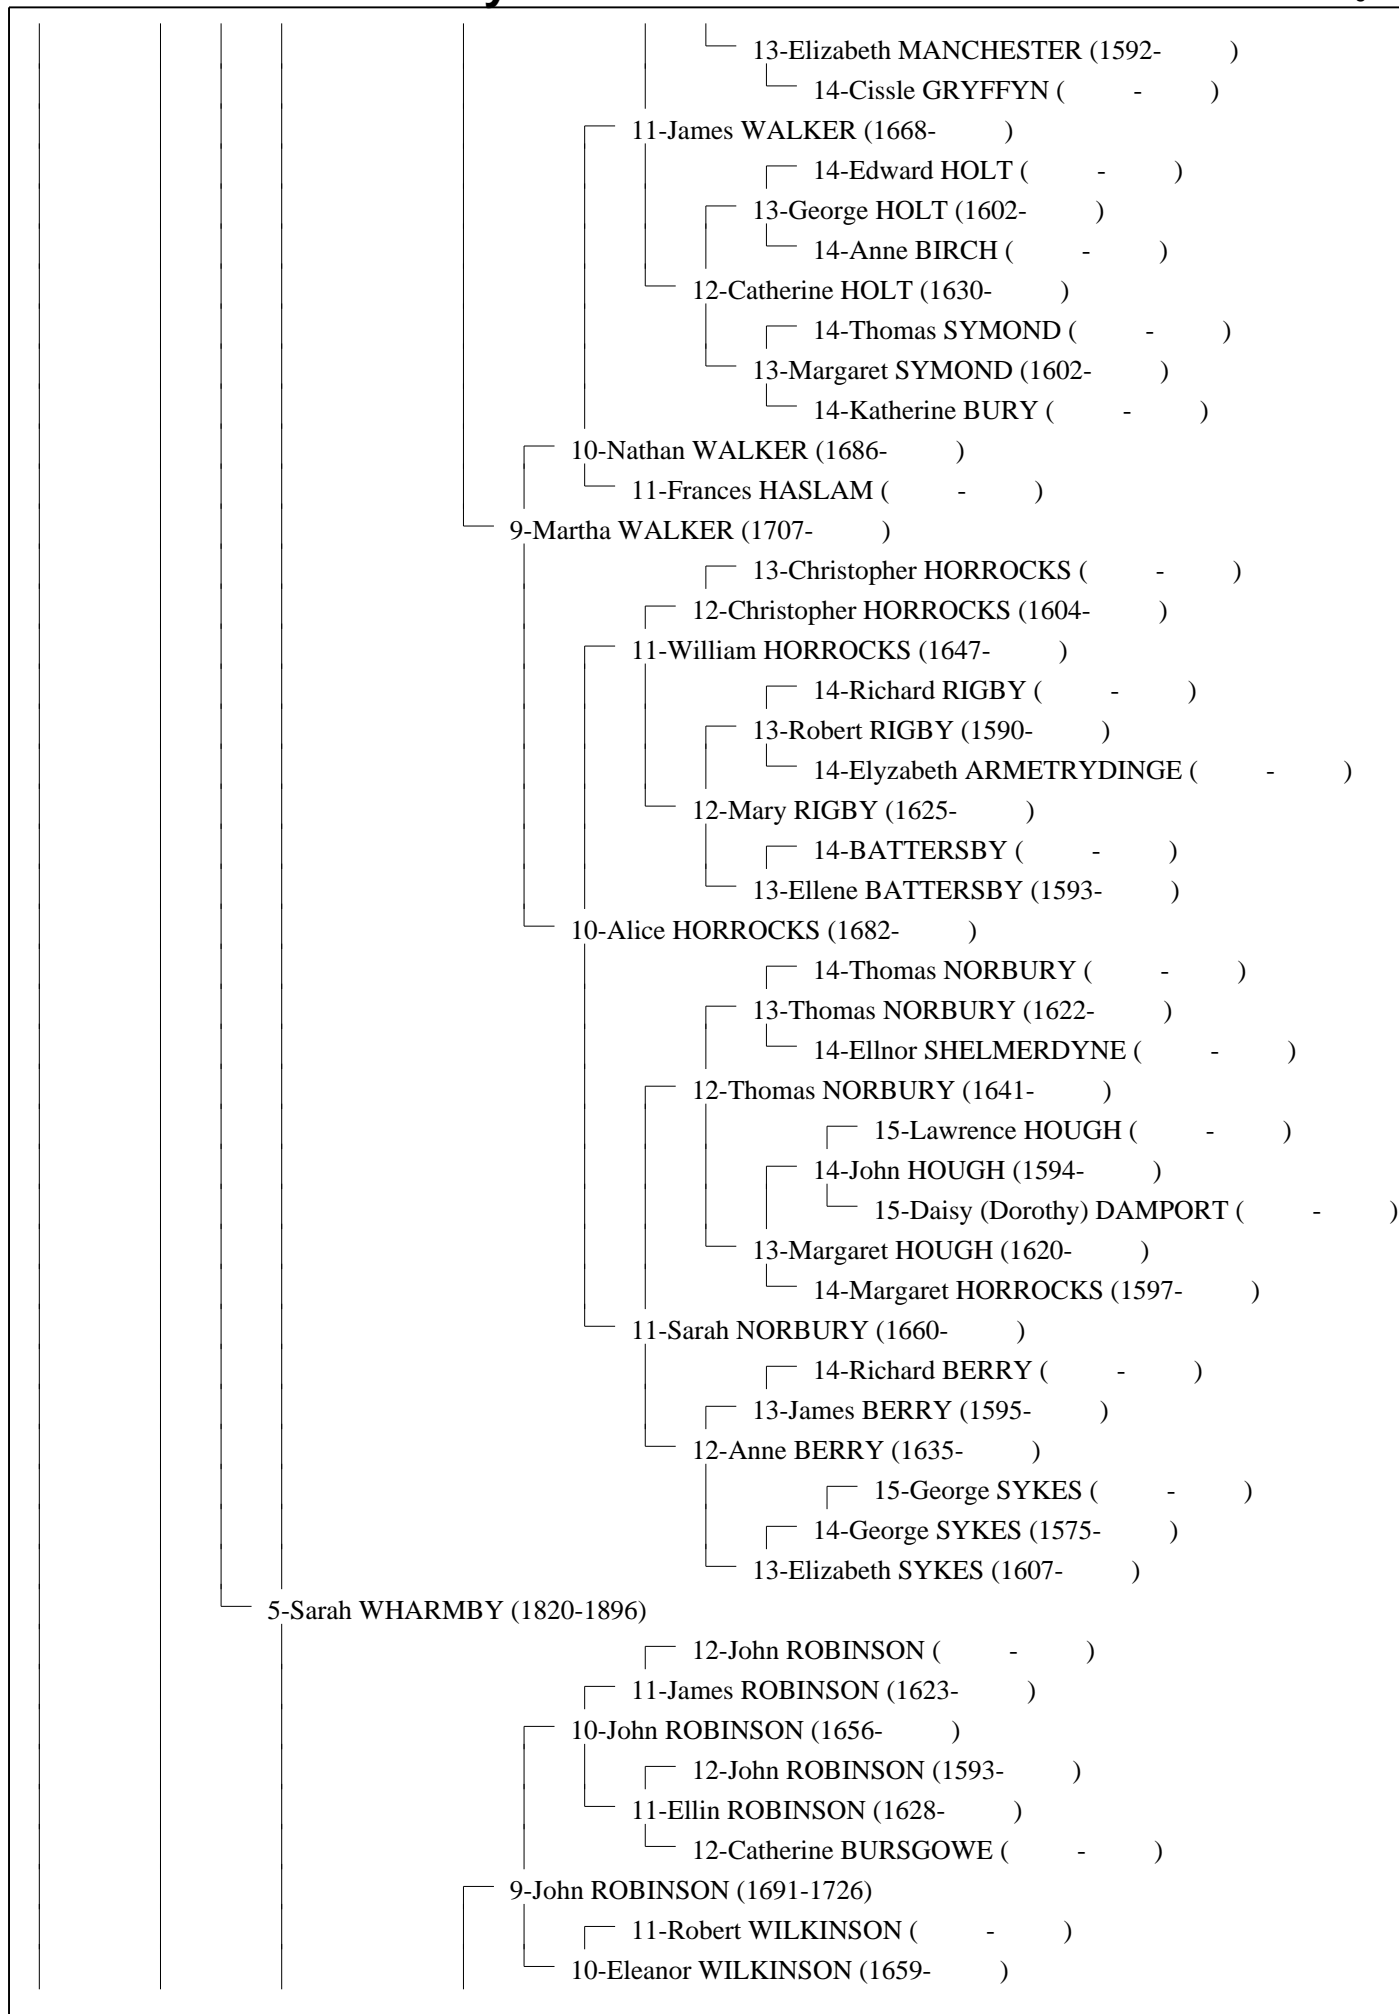 13-Elizabeth MANCHESTER (1592- )
14-Cissle GRYFFYN ( - )
11-James WALKER (1668- )
14-Edward HOLT ( - )
13-George HOLT (1602- )
14-Anne BIRCH ( - )
12-Catherine HOLT (1630- )
14-Thomas SYMOND ( - )
13-Margaret SYMOND (1602- )
14-Katherine BURY ( - )
10-Nathan WALKER (1686- )
11-Frances HASLAM ( - )
9-Martha WALKER (1707- )
13-Christopher HORROCKS ( - )
12-Christopher HORROCKS (1604- )
11-William HORROCKS (1647- )
14-Richard RIGBY ( - )
13-Robert RIGBY (1590- )
14-Elyzabeth ARMETRYDINGE ( - )
12-Mary RIGBY (1625- )
14-BATTERSBY ( - )
13-Ellene BATTERSBY (1593- )
10-Alice HORROCKS (1682- )
14-Thomas NORBURY ( - )
13-Thomas NORBURY (1622- )
14-Ellnor SHELMERDYNE ( - )
12-Thomas NORBURY (1641- )
15-Lawrence HOUGH ( - )
14-John HOUGH (1594- )
15-Daisy (Dorothy) DAMPORT ( - )
13-Margaret HOUGH (1620- )
14-Margaret HORROCKS (1597- )
11-Sarah NORBURY (1660- )
14-Richard BERRY ( - )
13-James BERRY (1595- )
12-Anne BERRY (1635- )
15-George SYKES ( - )
14-George SYKES (1575- )
13-Elizabeth SYKES (1607- )
5-Sarah WHARMBY (1820-1896)
12-John ROBINSON ( - )
11-James ROBINSON (1623- )
10-John ROBINSON (1656- )
12-John ROBINSON (1593- )
11-Ellin ROBINSON (1628- )
12-Catherine BURSGOWE ( - )
9-John ROBINSON (1691-1726)
11-Robert WILKINSON ( - )
10-Eleanor WILKINSON (1659- )